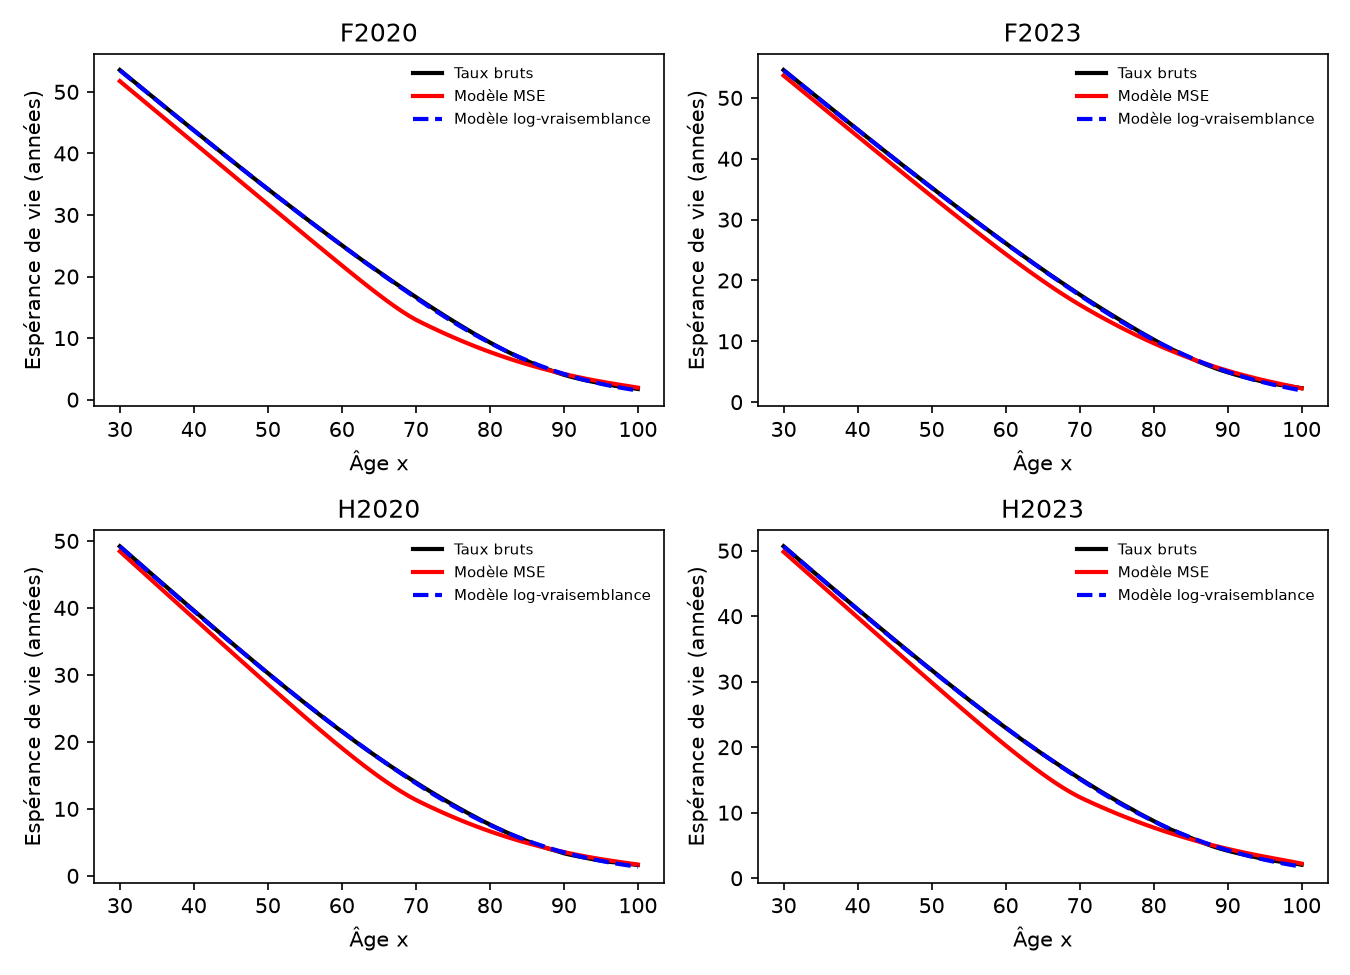 F2020
Espérance de vie (années)
50
40
30
20
10
0
Taux bruts
Modèle MSE
Modèle log-vraisemblance
30 40 50 60 70 80 90 100
Âge x
F2023
Espérance de vie (années)
50
40
30
20
10
0
Taux bruts
Modèle MSE
Modèle log-vraisemblance
30 40 50 60 70 80 90 100
Âge x
H2020
Espérance de vie (années)
50
40
30
20
10
0
Taux bruts
Modèle MSE
Modèle log-vraisemblance
30 40 50 60 70 80 90 100
Âge x
H2023
Espérance de vie (années)
50
40
30
20
10
0
Taux bruts
Modèle MSE
Modèle log-vraisemblance
30 40 50 60 70 80 90 100
Âge x